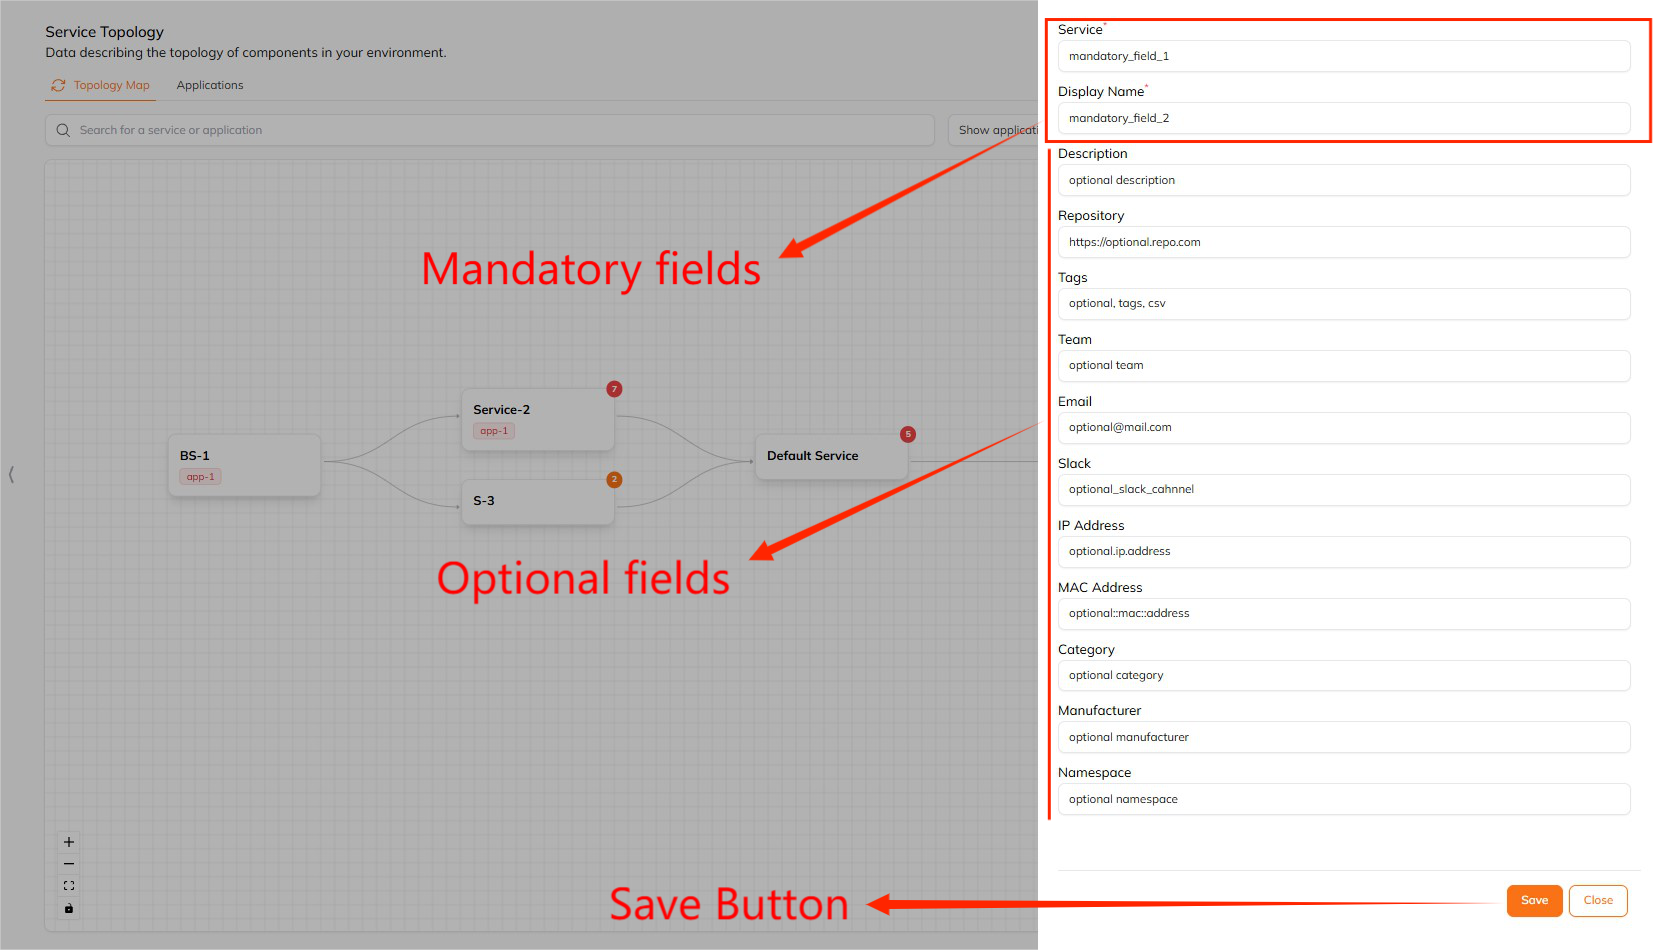 Service Topology
Data describing the topology of components in your environment.
Topology Map
Applications
Search for a service or application
Show applicati
Mandatory fields
BS-1
app-1
7
Service-2
app-1
2
S-3
5
Default Service
Optional fields
Save Button
Service*
mandatory_field_1
Display Name*
mandatory_field_2
Description
optional description
Repository
https://optional.repo.com
Tags
optional, tags, csv
Team
optional team
Email
optional@mail.com
Slack
optional_slack_cahnnel
IP Address
optional.ip.address
MAC Address
optional::mac::address
Category
optional category
Manufacturer
optional manufacturer
Namespace
optional namespace
Save
Close